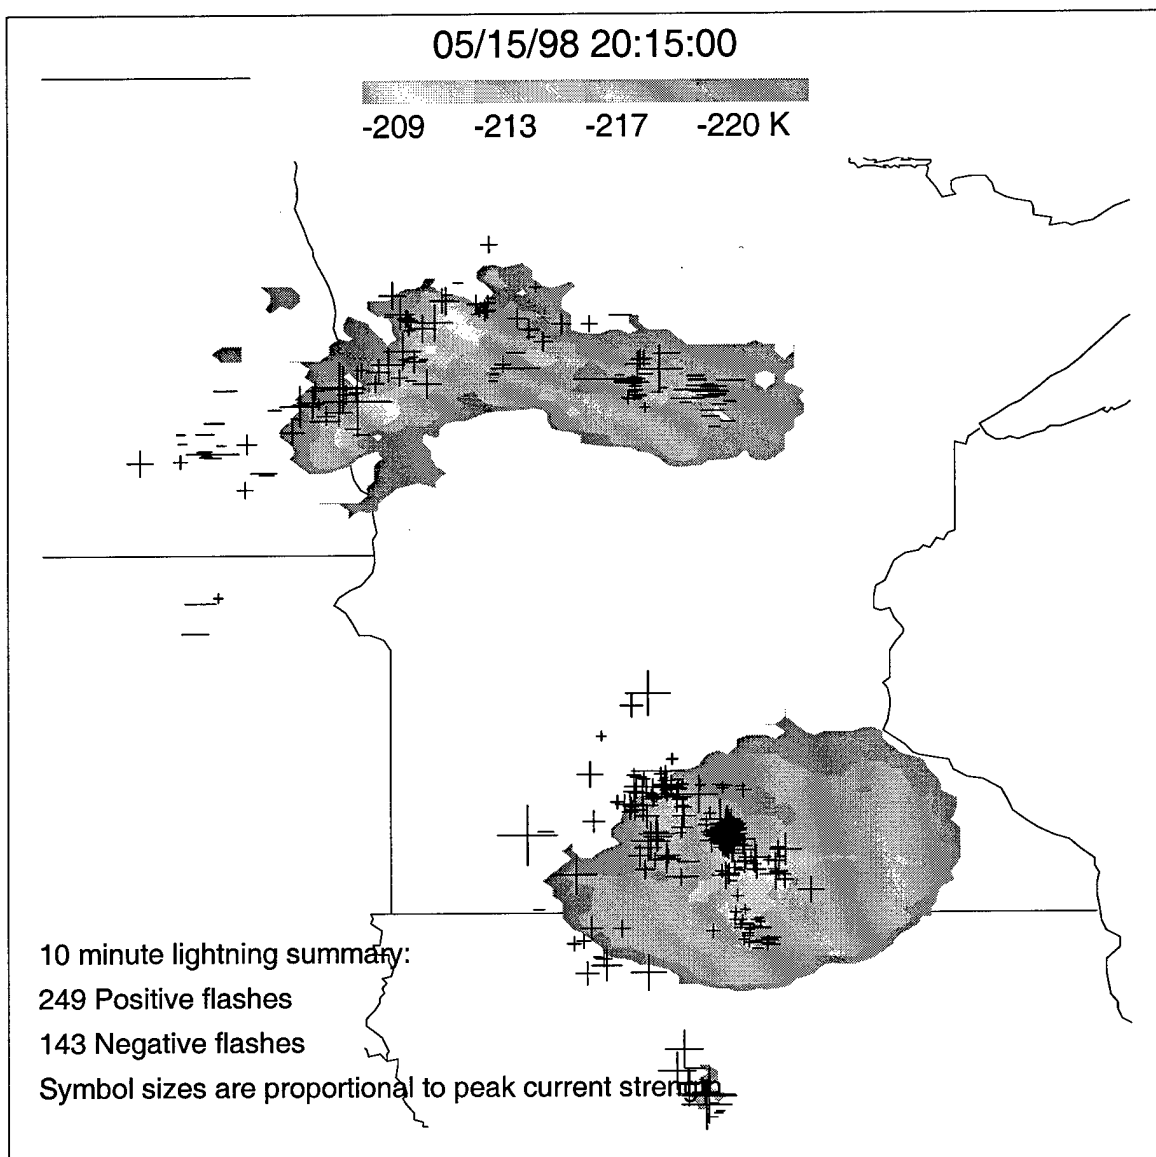 05/15/98 20:15:00
-209 -213 -217 -220 K
10 minute lightning summary:
249 Positive flashes
143 Negative flashes
Symbol sizes are proportional to peak current strength